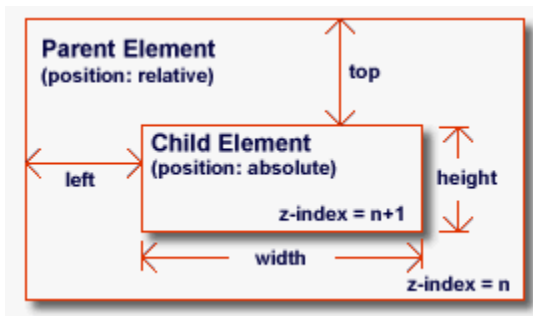 Parent Element
(position: relative)
top
Child Element
(position: absolute)
left
height
z-index = n+1
width
z-index = n